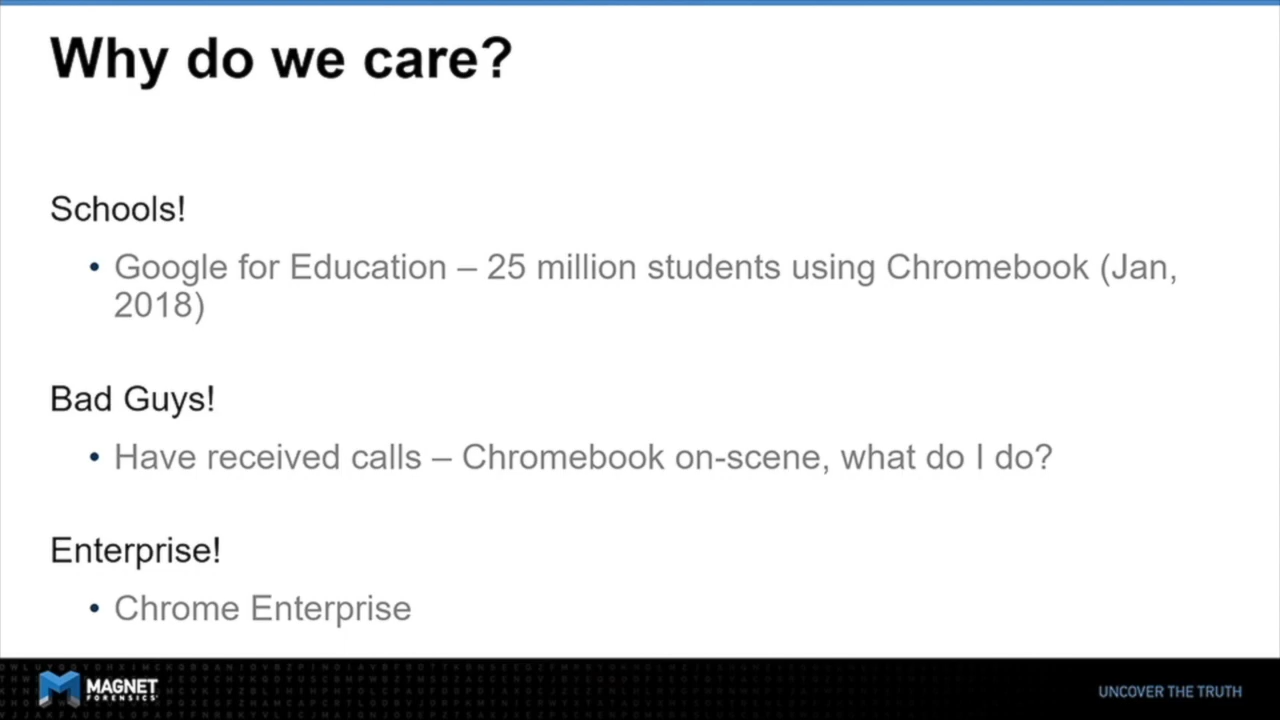 Why do we care?
Schools!
• Google for Education – 25 million students using Chromebook (Jan,
2018)
Bad Guys!
• Have received calls – Chromebook on-scene, what do I do?
Enterprise!
• Chrome Enterprise
MAGNET
FORENSICS
UNCOVER THE TRUTH